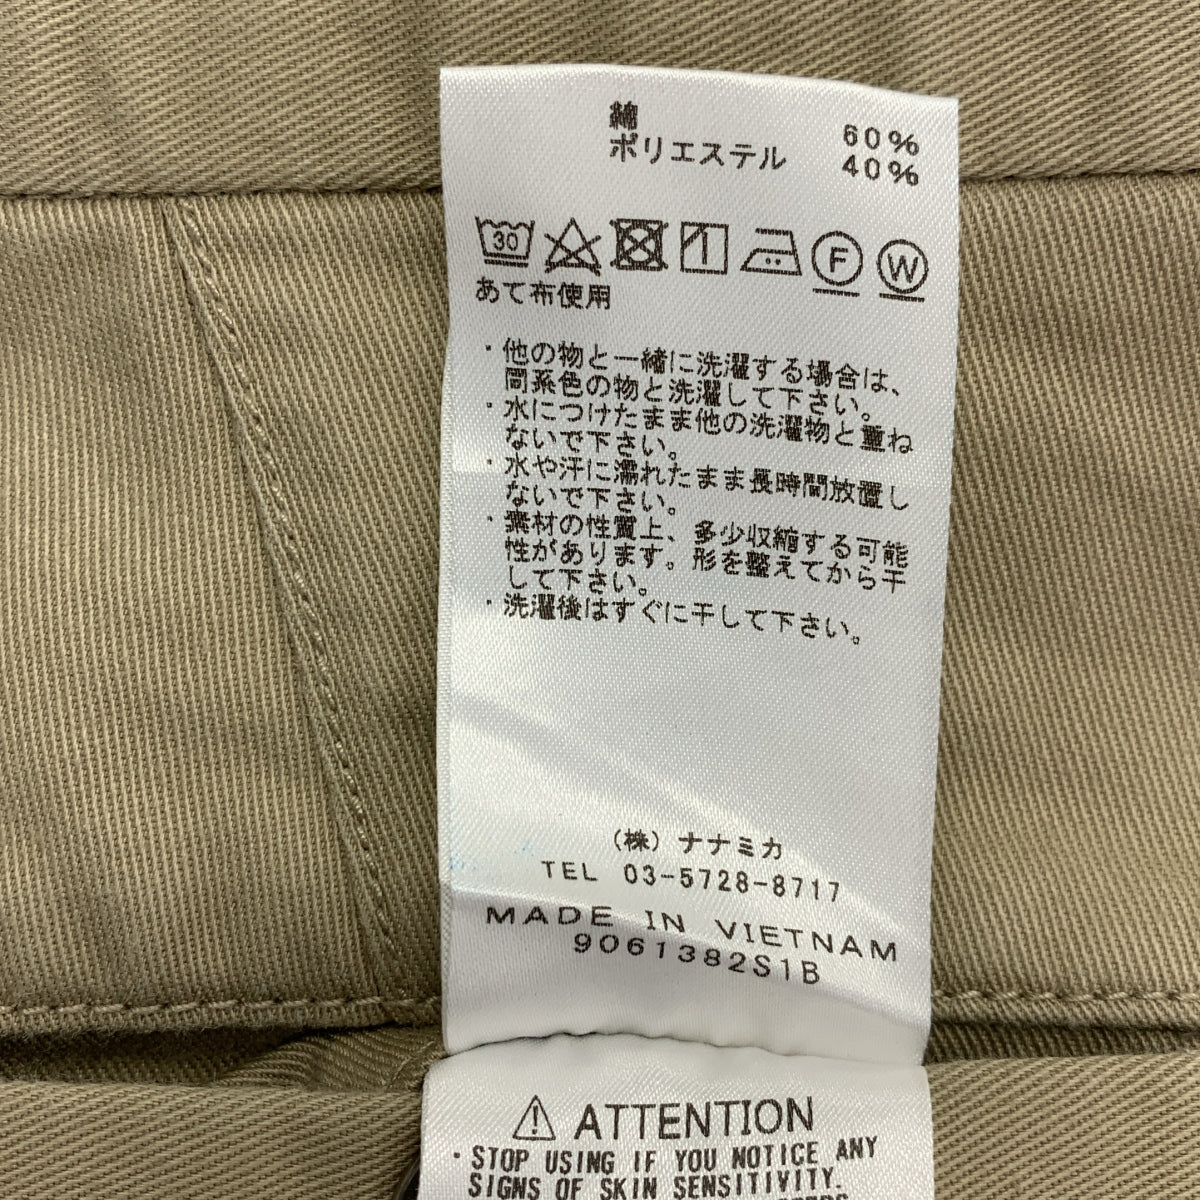 綿 60%
ポリエステル 40%
30 F W
あて布使用
・他の物と一緒に洗濯する場合は、
同系色の物と洗濯して下さい。
・水につけたまま他の洗濯物と重ね
ないで下さい。
・水や汗に濡れたまま長時間放置し
ないで下さい。
・素材の性質上、多少収縮する可能
性があります。形を整えてから干
して下さい。
・洗濯後はすぐに干して下さい。
(株) ナナミカ
TEL 03-5728-8717
MADE IN VIETNAM
9061382S1B
ATTENTION
・STOP USING IF YOU NOTICE ANY
SIGNS OF SKIN SENSITIVITY.